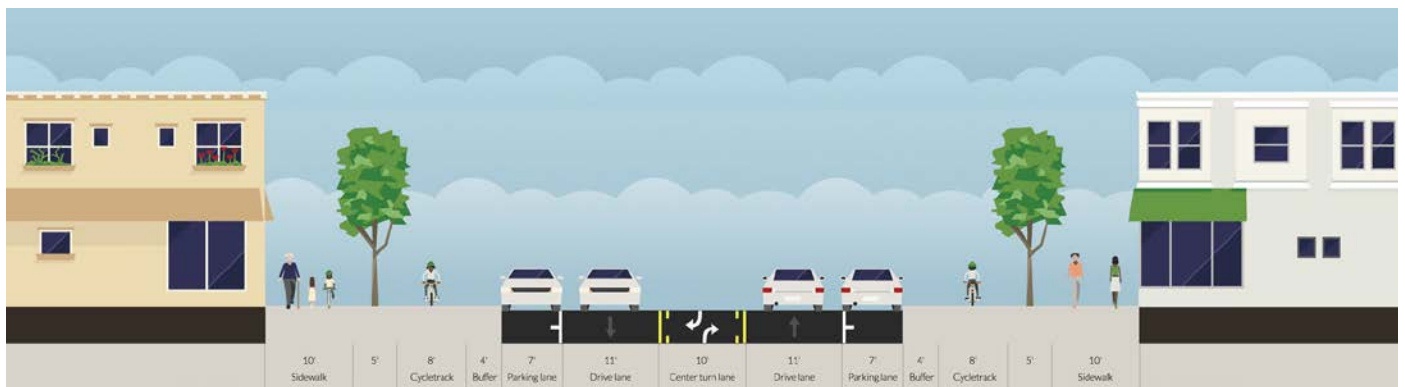 10' 5' 8' 4' 7' 11' 10' 11' 7' 4' 8' 5' 10'
Sidewalk Cycletrack Buffer Parking lane Drive lane Center turn lane Drive lane Parking lane Buffer Cycletrack Sidewalk